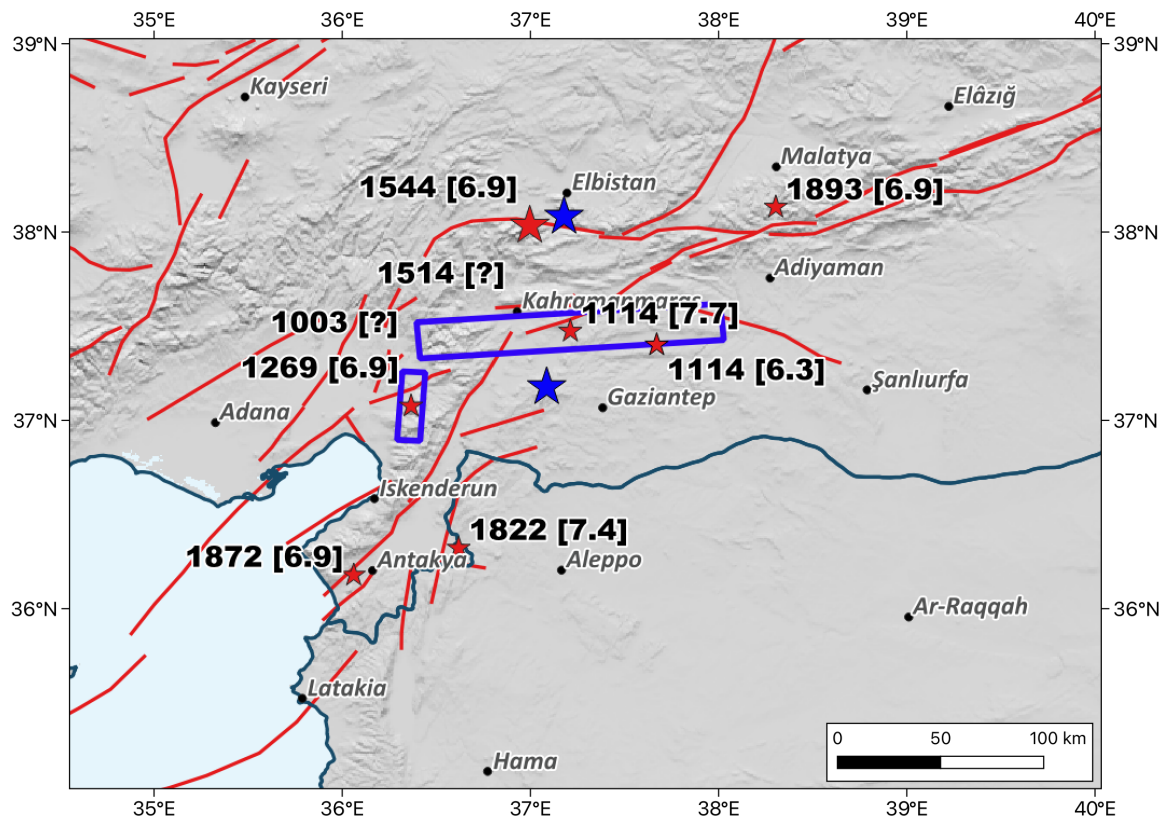 35°E 36°E 37°E 38°E 39°E 40°E
39°N 39°N
Kayseri
Elâzığ
Malatya
1544 [6.9] Elbistan 1893 [6.9]
38°N 38°N
1514 [?] Adiyaman
Kahramanmaraş
1003 [?] 1114 [7.7]
1269 [6.9] 1114 [6.3]
Şanlıurfa
Gaziantep
Adana
37°N 37°N
Iskenderun
1822 [7.4]
1872 [6.9] Antakya Aleppo
36°N 36°N
Ar-Raqqah
Latakia
0 50 100 km
Hama
35°E 36°E 37°E 38°E 39°E 40°E